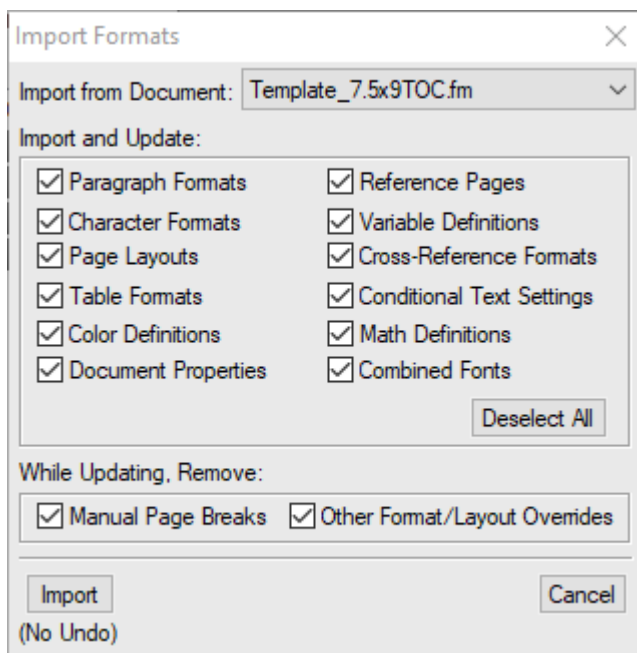 Import Formats
Import from Document: Template_7.5x9TOC.fm
Import and Update:
Paragraph Formats Reference Pages
Character Formats Variable Definitions
Page Layouts Cross-Reference Formats
Table Formats Conditional Text Settings
Color Definitions Math Definitions
Document Properties Combined Fonts
Deselect All
While Updating, Remove:
Manual Page Breaks Other Format/Layout Overrides
Import Cancel
(No Undo)